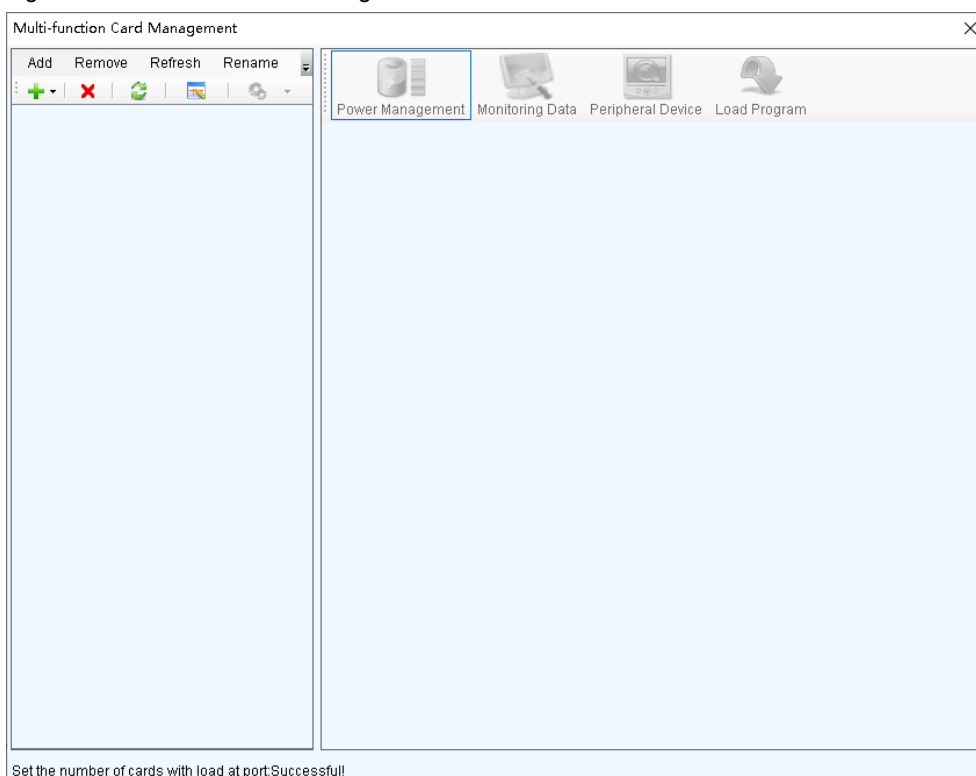 Multi-function Card Management
Add Remove Refresh Rename
Power Management Monitoring Data Peripheral Device Load Program
Set the number of cards with load at port:Successful!